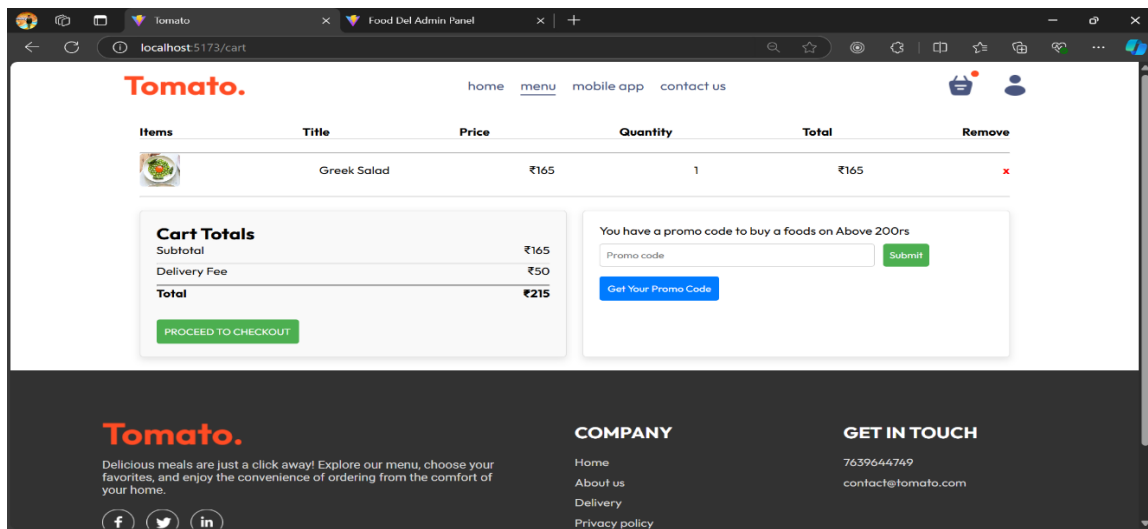 Tomato
Food Del Admin Panel
localhost:5173/cart
Tomato.
home menu mobile app contact us
Items Title Price Quantity Total Remove
Greek Salad ₹165 1 ₹165 x
Cart Totals
Subtotal ₹165
Delivery Fee ₹50
Total ₹215
PROCEED TO CHECKOUT
You have a promo code to buy a foods on Above 200rs
Promo code
Submit
Get Your Promo Code
Tomato.
Delicious meals are just a click away! Explore our menu, choose your
favorites, and enjoy the convenience of ordering from the comfort of
your home.
f in
COMPANY
Home
About us
Delivery
Privacy policy
GET IN TOUCH
7639644749
contact@tomato.com